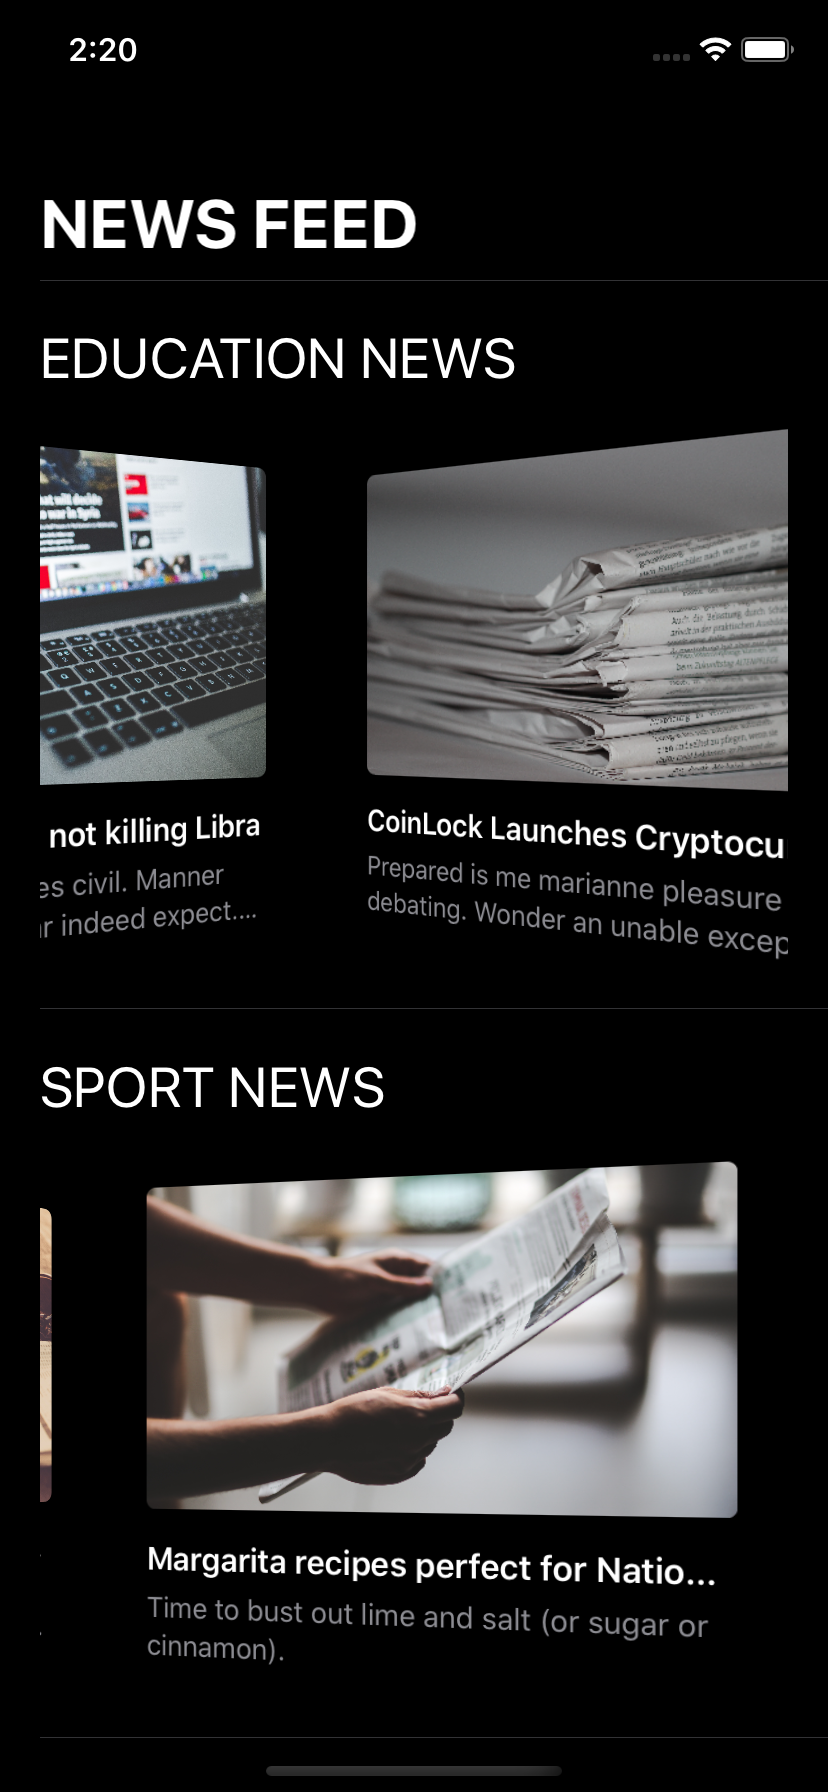 2:20
NEWS FEED
EDUCATION NEWS
not killing Libra
es civil. Manner
indeed expect....
CoinLock Launches Cryptocu
Prepared is me marianne pleasure
debating. Wonder an unable excep
SPORT NEWS
Margarita recipes perfect for Natio...
Time to bust out lime and salt (or sugar or
cinnamon).